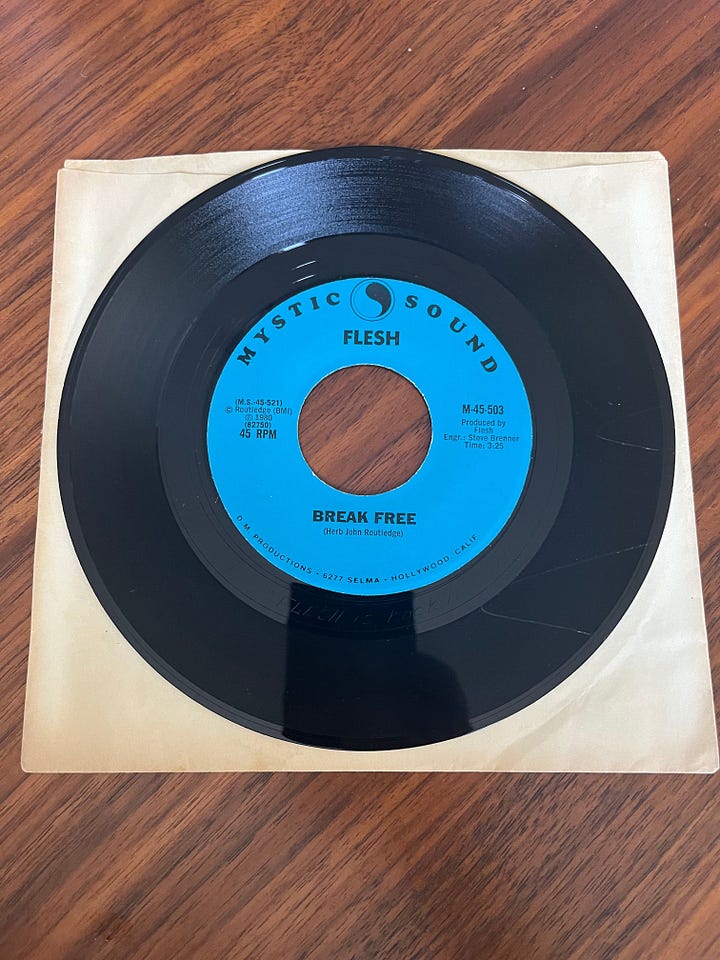 MYSTIC SOUND
FLESH
(M.S.-45-521)
© Routledge (BMI)
℗ 1980
(82750)
45 RPM
M-45-503
Produced by
Flesh
Engr.: Steve Brenner
Time: 3:25
BREAK FREE
(Herb John Routledge)
D.M. PRODUCTIONS • 6277 SELMA • HOLLYWOOD, CALIF